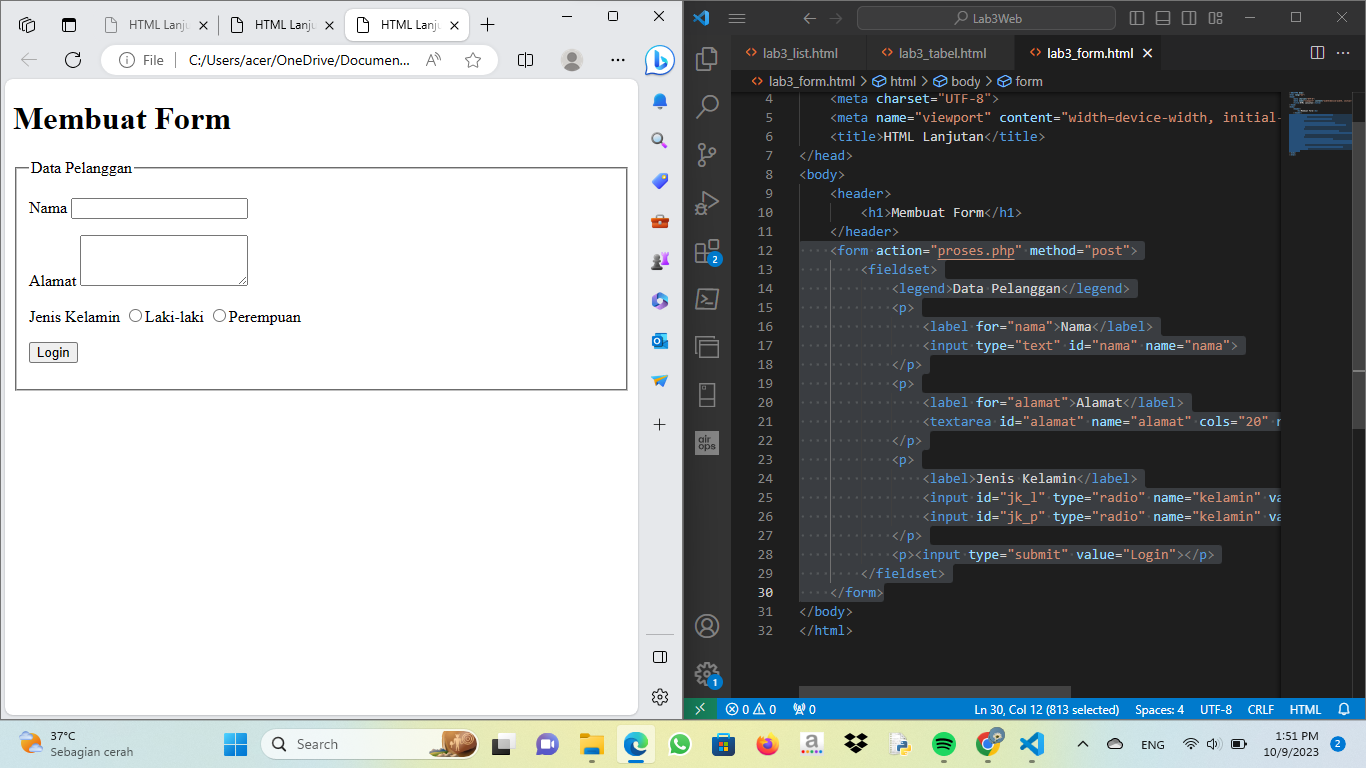 HTML Lanju
HTML Lanju
HTML Lanju
File
C:/Users/acer/OneDrive/Documen...
Membuat Form
Data Pelanggan
Nama
Alamat
Jenis Kelamin Laki-laki Perempuan
Login
Lab3Web
lab3_list.html
lab3_tabel.html
lab3_form.html
lab3_form.html > html > body > form
4 <meta charset="UTF-8">
5 <meta name="viewport" content="width=device-width, initial-
6 <title>HTML Lanjutan</title>
7 </head>
8 <body>
9 <header>
10 <h1>Membuat Form</h1>
11 </header>
12 <form action="proses.php" method="post">
13 <fieldset>
14 <legend>Data Pelanggan</legend>
15 <p>
16 <label for="nama">Nama</label>
17 <input type="text" id="nama" name="nama">
18 </p>
19 <p>
20 <label for="alamat">Alamat</label>
21 <textarea id="alamat" name="alamat" cols="20" r
22 </p>
23 <p>
24 <label>Jenis Kelamin</label>
25 <input id="jk_l" type="radio" name="kelamin" va
26 <input id="jk_p" type="radio" name="kelamin" va
27 </p>
28 <p><input type="submit" value="Login"></p>
29 </fieldset>
30 </form>
31 </body>
32 </html>
2
air
ops
1
0 0 0
Ln 30, Col 12 (813 selected) Spaces: 4 UTF-8 CRLF HTML
37°C
Sebagian cerah
Search
ENG
1:51 PM
10/9/2023
2